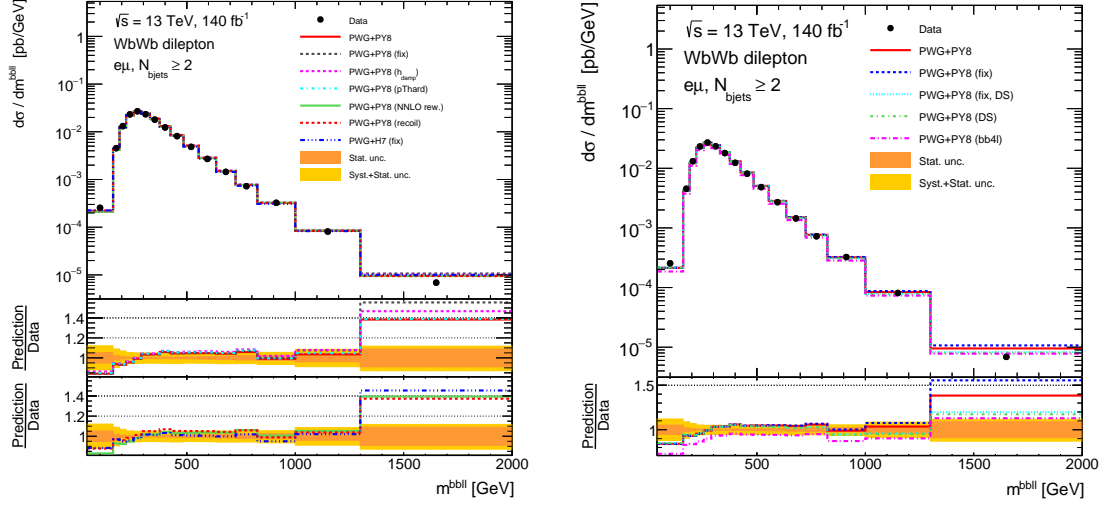 √s = 13 TeV, 140 fb⁻¹
WbWb dilepton
eμ, N_bjets ≥ 2
Data
PWG+PY8
PWG+PY8 (fix)
PWG+PY8 (h_damp)
PWG+PY8 (pThard)
PWG+PY8 (NNLO rew.)
PWG+PY8 (recoil)
PWG+H7 (fix)
Stat. unc.
Syst.+Stat. unc.
dσ / dm^bbll [pb/GeV]
1
10⁻¹
10⁻²
10⁻³
10⁻⁴
10⁻⁵
Prediction
Data
1.4
1.2
1
Prediction
Data
1.4
1.2
1
500
1000
1500
2000
m^bbll [GeV]
√s = 13 TeV, 140 fb⁻¹
WbWb dilepton
eμ, N_bjets ≥ 2
Data
PWG+PY8
PWG+PY8 (fix)
PWG+PY8 (fix, DS)
PWG+PY8 (DS)
PWG+PY8 (bb4l)
Stat. unc.
Syst.+Stat. unc.
dσ / dm^bbll [pb/GeV]
1
10⁻¹
10⁻²
10⁻³
10⁻⁴
10⁻⁵
Prediction
Data
1.5
1
500
1000
1500
2000
m^bbll [GeV]